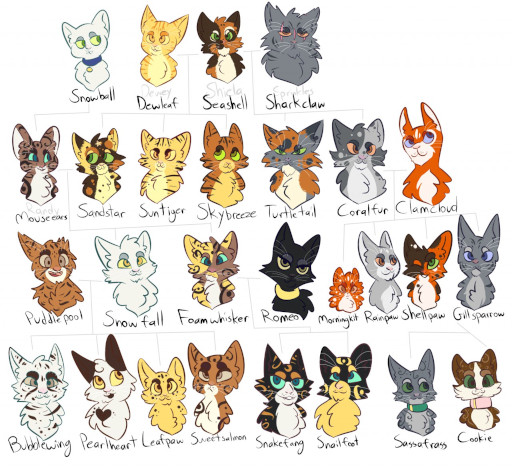 Snowball
Dewleaf
Seashell
Sharkclaw
Mouseears
Sandstar
Suntiger
Skybreeze
Turtletail
Coralfur
Clamcloud
Puddlepool
Snowfall
Foamwhisker
Romeo
Morningkit
Rainpaw
Shellpaw
Gillsparrow
Bubblewing
Pearlheart
Leafpaw
Sweetsalmon
Snakefang
Snailfoot
Sassafrass
Cookie